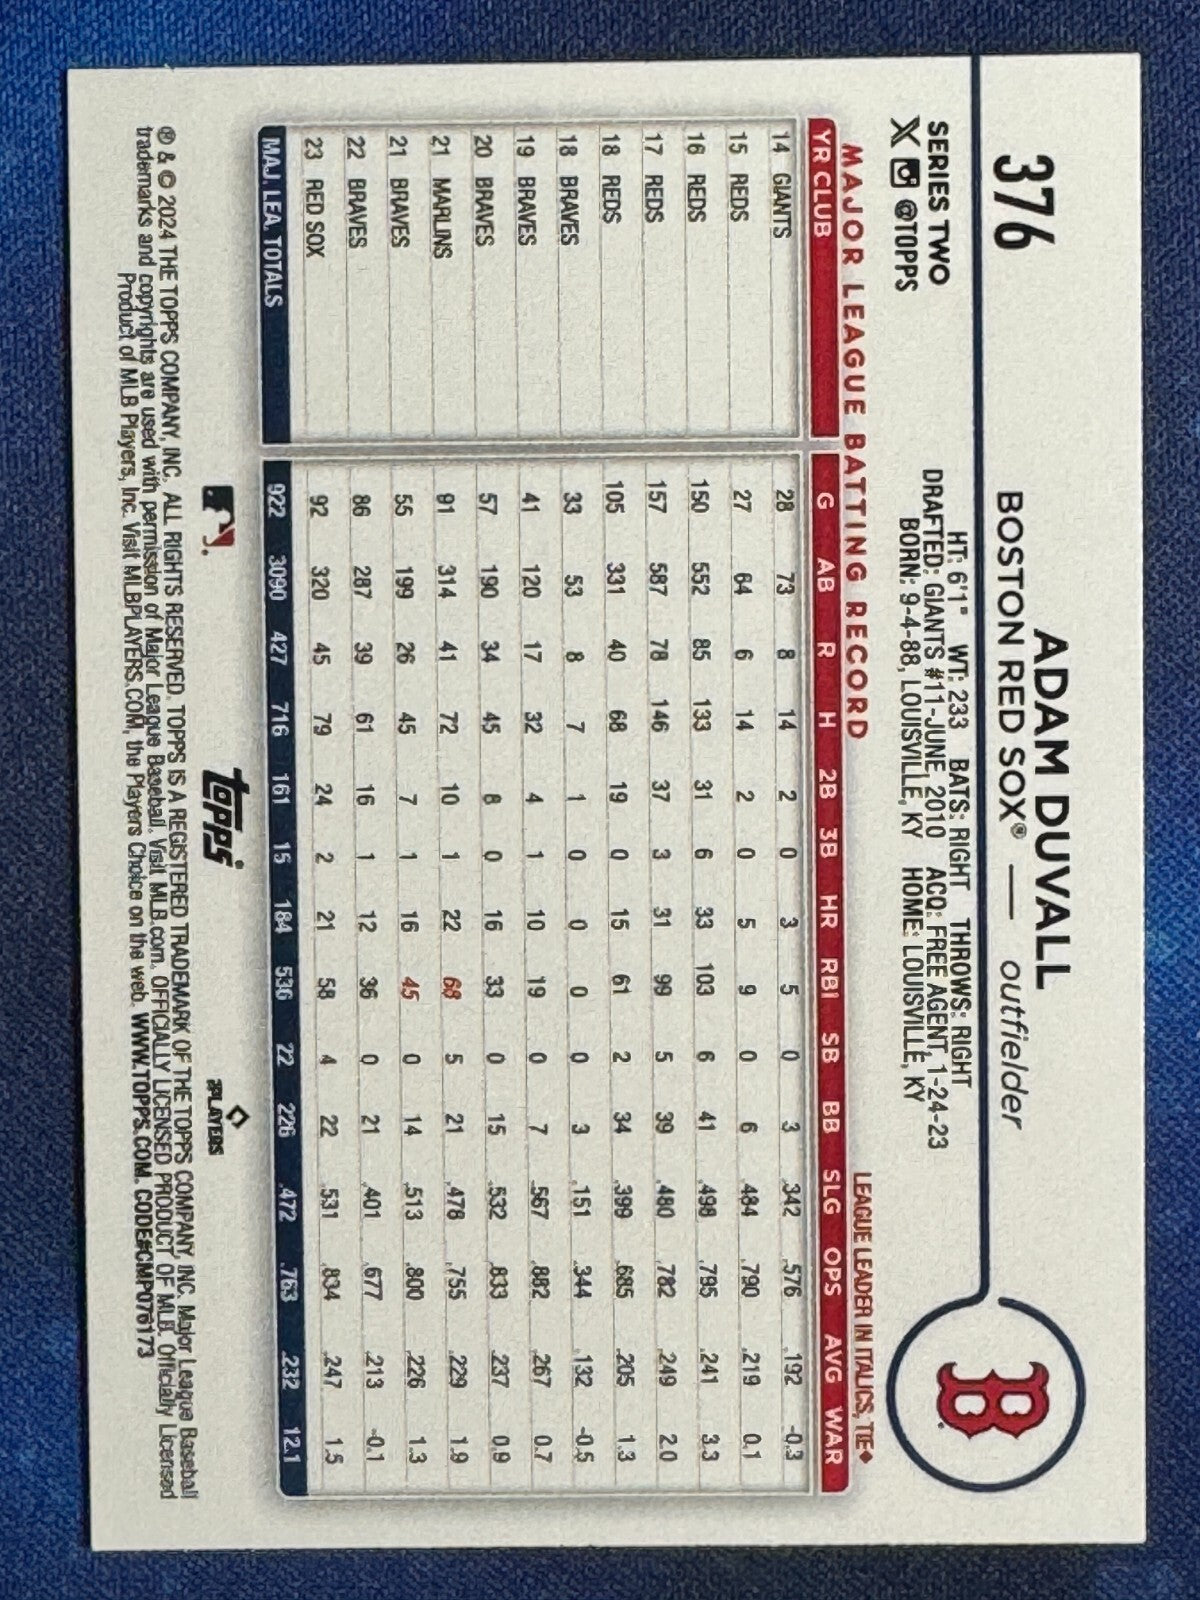 376
ADAM DUVALL
BOSTON RED SOX® — outfielder
B
SERIES TWO
X @TOPPS
HT: 6'1" WT: 233 BATS: RIGHT THROWS: RIGHT
DRAFTED: GIANTS #11-JUNE, 2010 ACQ: FREE AGENT, 1-24-23
BORN: 9-4-88, LOUISVILLE, KY HOME: LOUISVILLE, KY
MAJOR LEAGUE BATTING RECORD LEAGUE LEADER IN ITALICS, TIE◆
YR CLUB G AB R H 2B 3B HR RBI SB BB SLG OPS AVG WAR
14 GIANTS 28 73 8 14 2 0 3 5 0 3 .342 .576 .192 -0.3
15 REDS 27 64 6 14 2 0 5 9 0 6 .484 .790 .219 0.1
16 REDS 150 552 85 133 31 6 33 103 6 41 .498 .795 .241 3.3
17 REDS 157 587 78 146 37 3 31 99 5 39 .480 .782 .249 2.0
18 REDS 105 331 40 68 19 0 15 61 2 34 .399 .685 .205 1.3
18 BRAVES 33 53 8 7 1 0 0 0 0 3 .151 .344 .132 -0.5
19 BRAVES 41 120 17 32 4 1 10 19 0 7 .567 .882 .267 0.7
20 BRAVES 57 190 34 45 8 0 16 33 0 15 .532 .833 .237 0.9
21 MARLINS 91 314 41 72 10 1 22 68 5 21 .478 .755 .229 1.9
21 BRAVES 55 199 26 45 7 1 16 45 0 14 .513 .800 .226 1.3
22 BRAVES 86 287 39 61 16 1 12 36 0 21 .401 .677 .213 -0.1
23 RED SOX 92 320 45 79 24 2 21 58 4 22 .531 .834 .247 1.5
MAJ. LEA. TOTALS 922 3090 427 716 161 15 184 536 22 226 .472 .763 .232 12.1
topps PLAYERS
® & © 2024 THE TOPPS COMPANY, INC. ALL RIGHTS RESERVED. TOPPS IS A REGISTERED TRADEMARK OF THE TOPPS COMPANY, INC. Major League Baseball
trademarks and copyrights are used with permission of Major League Baseball. Visit MLB.com. OFFICIALLY LICENSED PRODUCT OF MLB. Officially Licensed
Product of MLB Players, Inc. Visit MLBPLAYERS.COM, the Players Choice on the web. WWW.TOPPS.COM. CODE#CMP076173